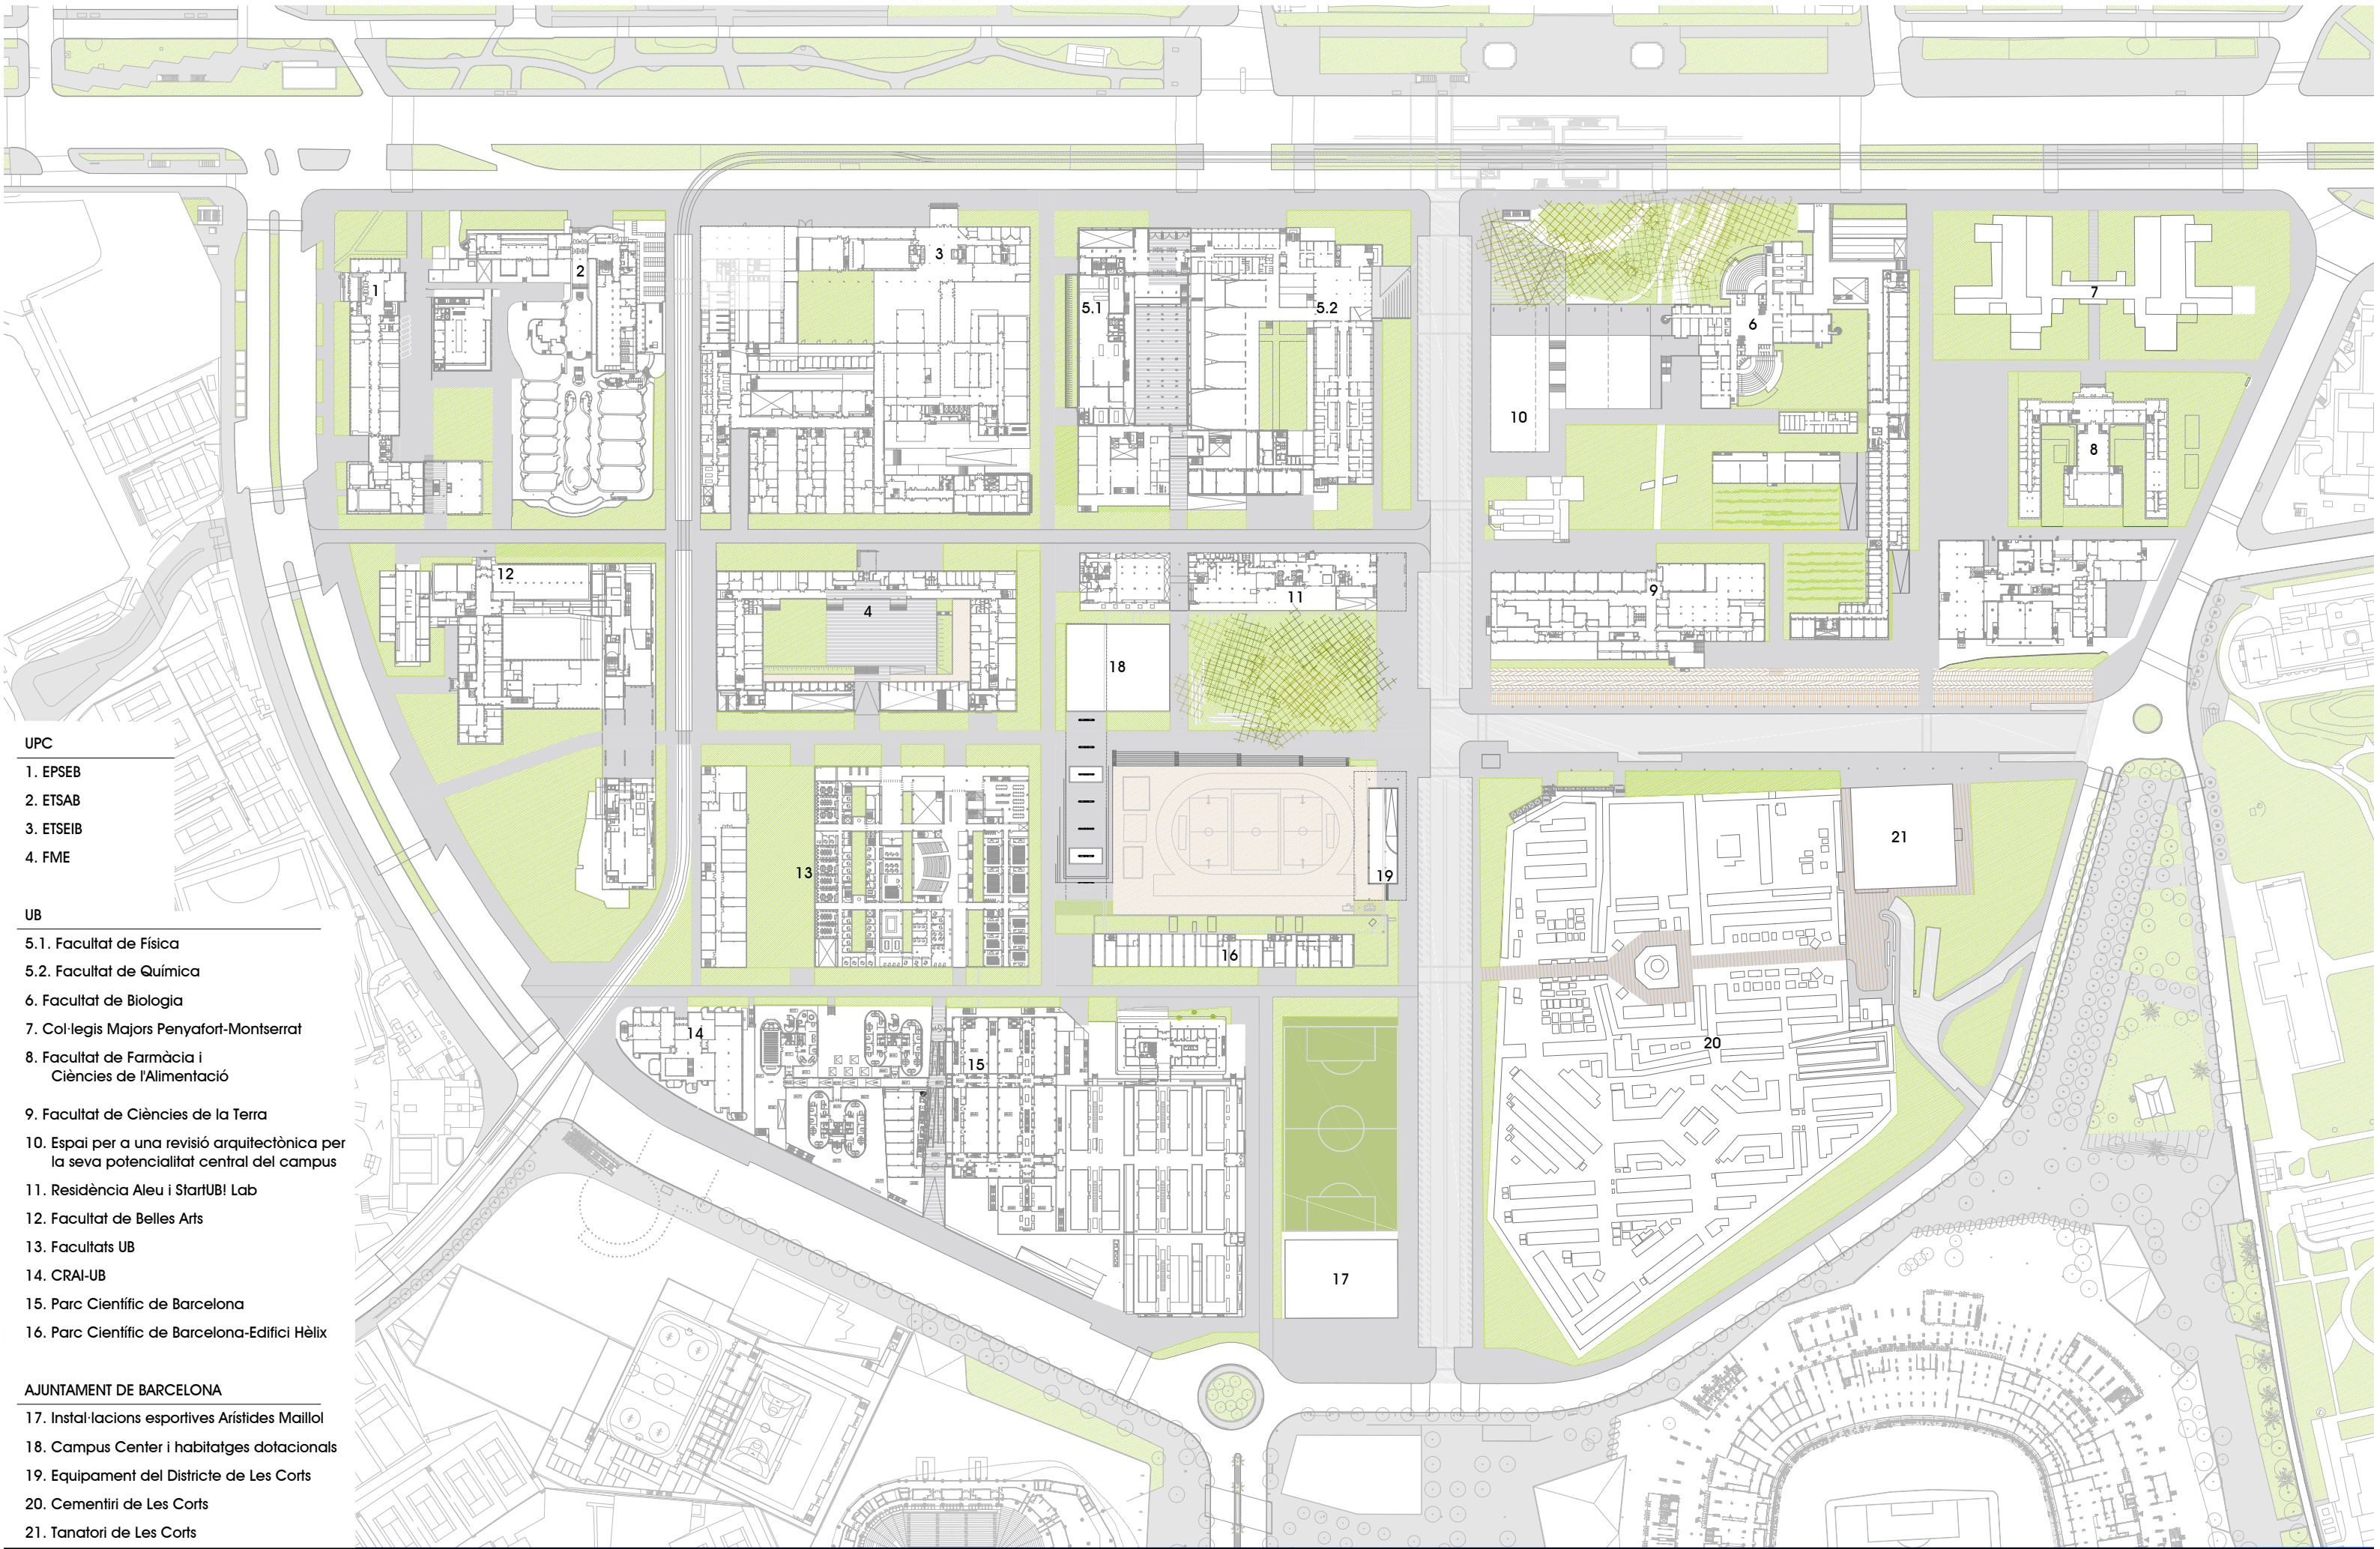 1
2
3
5.1
5.2
6
7
8
10
12
4
11
9
18
13
19
21
16
14
15
20
17
UPC
1. EPSEB
2. ETSAB
3. ETSEIB
4. FME
UB
5.1. Facultat de Física
5.2. Facultat de Química
6. Facultat de Biologia
7. Col·legis Majors Penyafort-Montserrat
8. Facultat de Farmàcia i
Ciències de l'Alimentació
9. Facultat de Ciències de la Terra
10. Espai per a una revisió arquitectònica per
la seva potencialitat central del campus
11. Residència Aleu i StartUB! Lab
12. Facultat de Belles Arts
13. Facultats UB
14. CRAI-UB
15. Parc Científic de Barcelona
16. Parc Científic de Barcelona-Edifici Hèlix
AJUNTAMENT DE BARCELONA
17. Instal·lacions esportives Arístides Maillol
18. Campus Center i habitatges dotacionals
19. Equipament del Districte de Les Corts
20. Cementiri de Les Corts
21. Tanatori de Les Corts